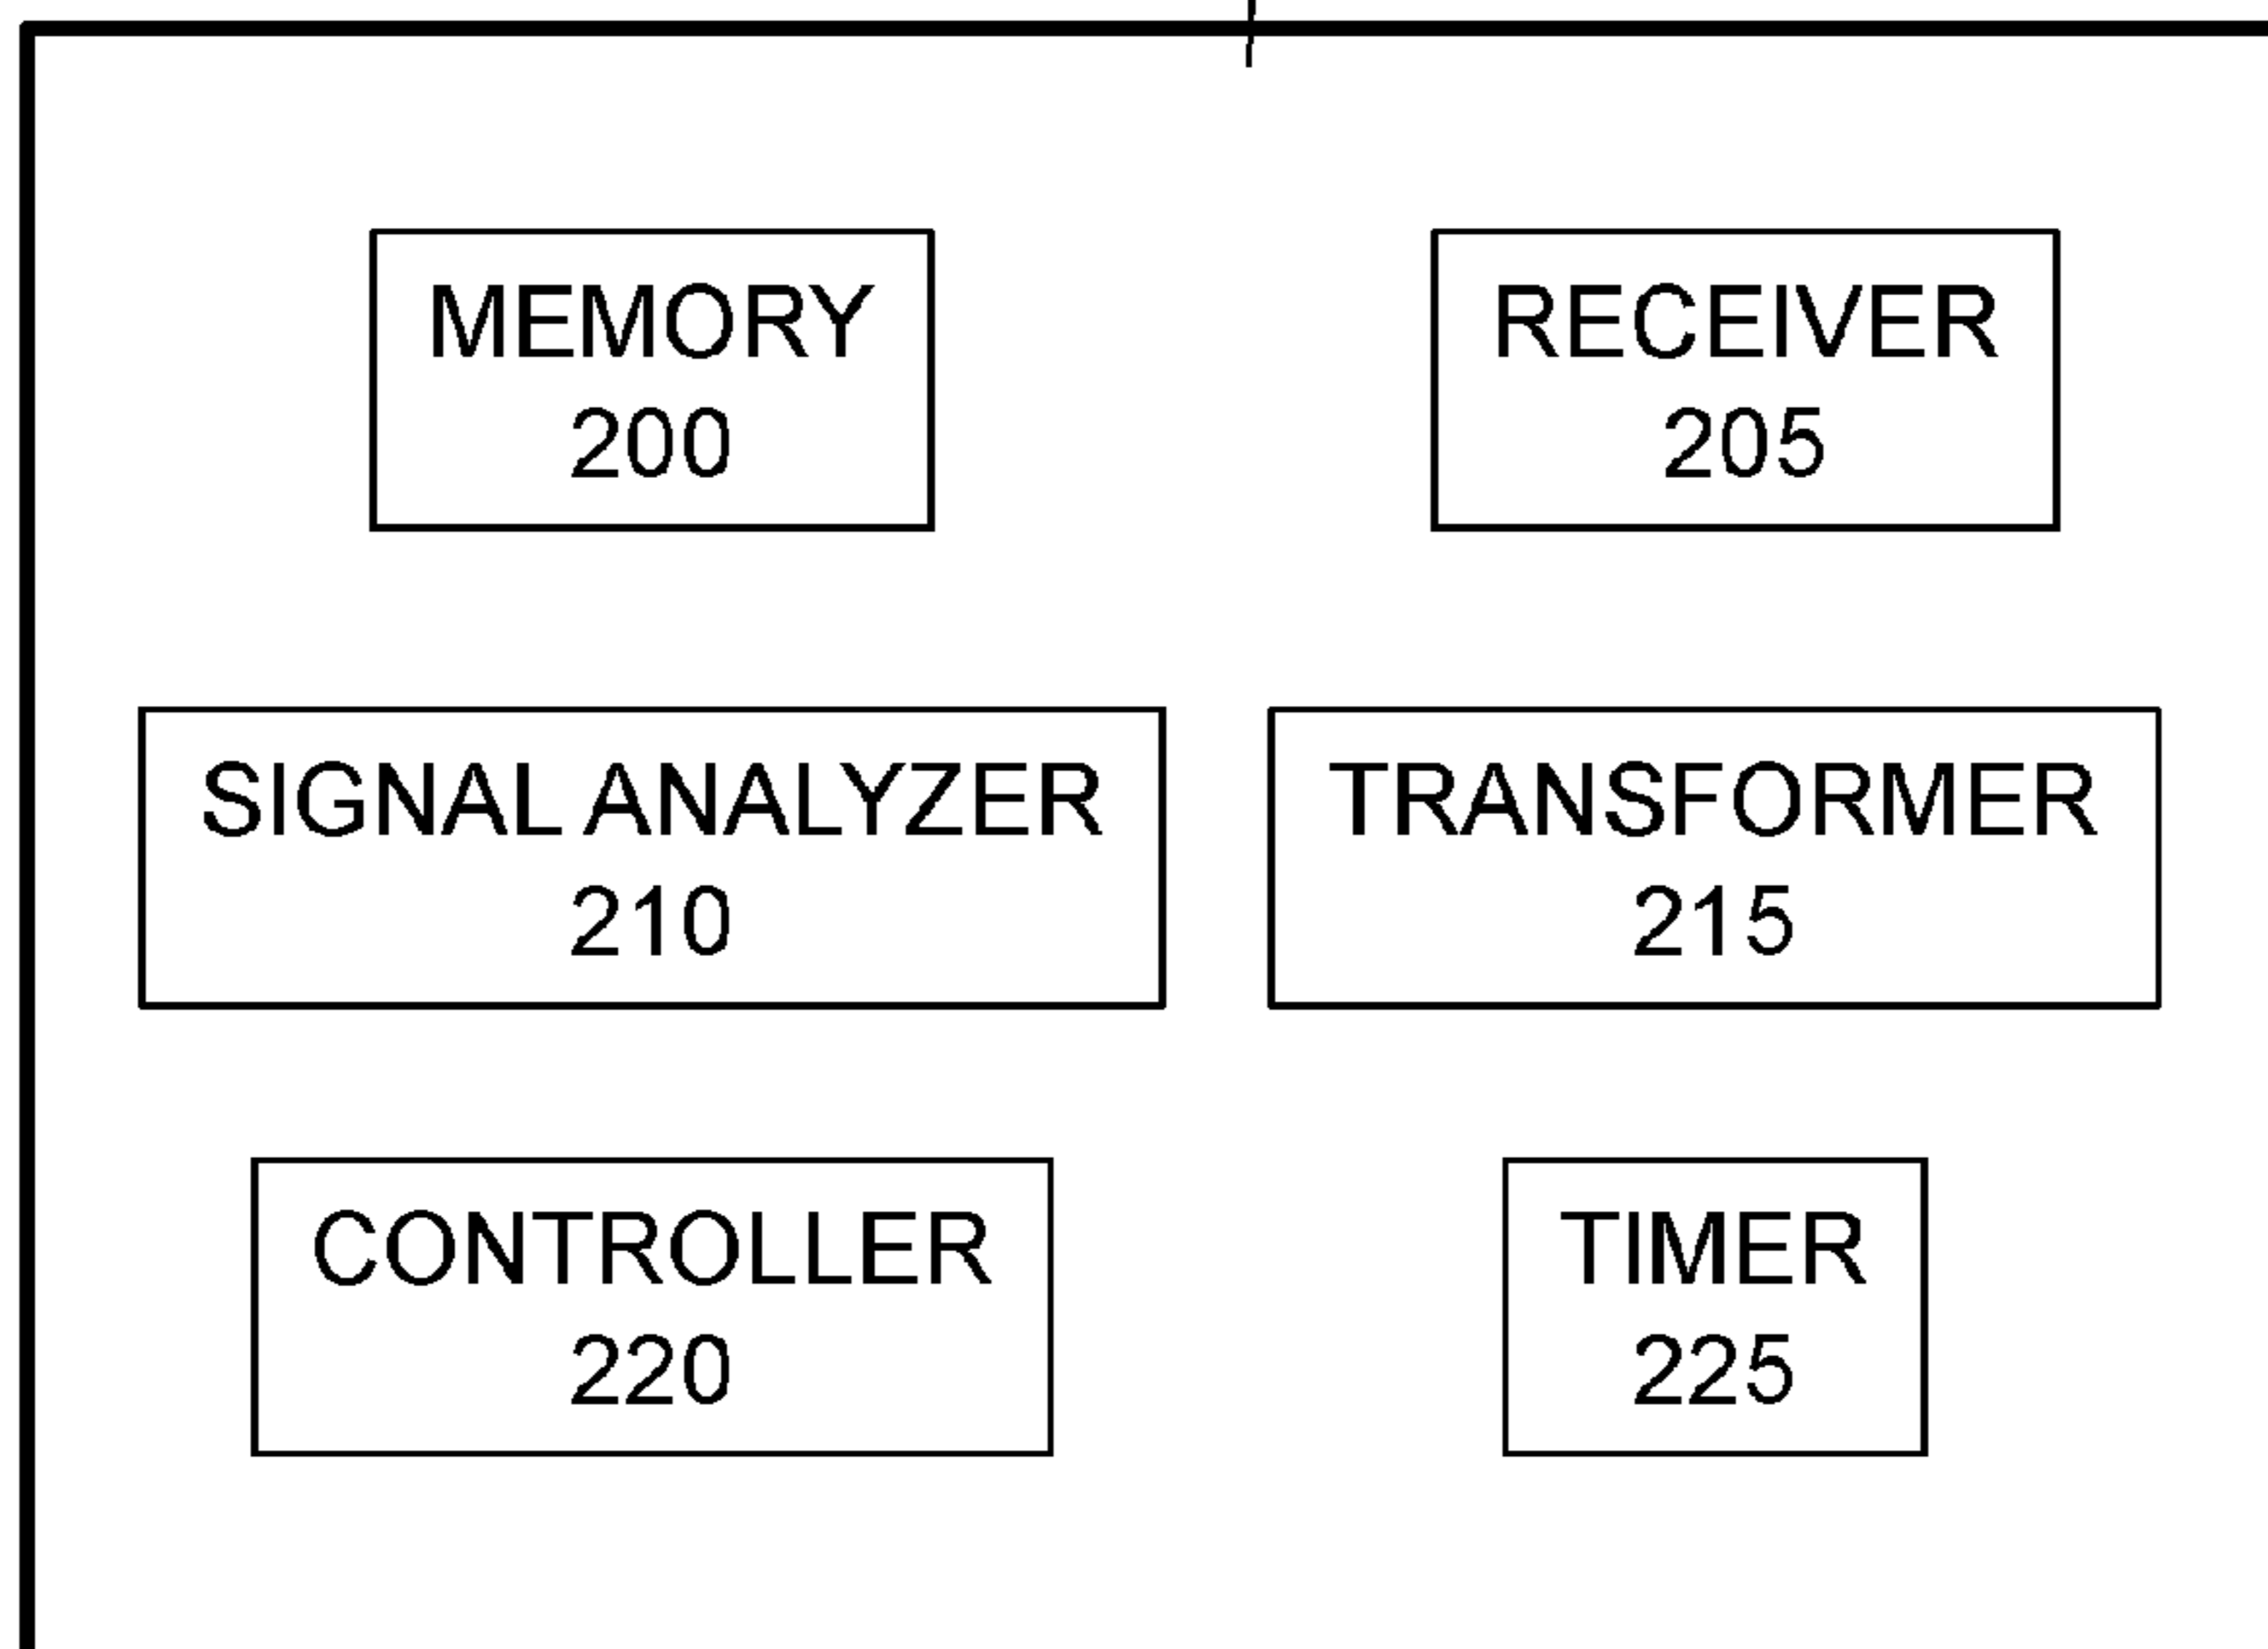 MEMORY
200
RECEIVER
205
SIGNAL ANALYZER
210
TRANSFORMER
215
CONTROLLER
220
TIMER
225